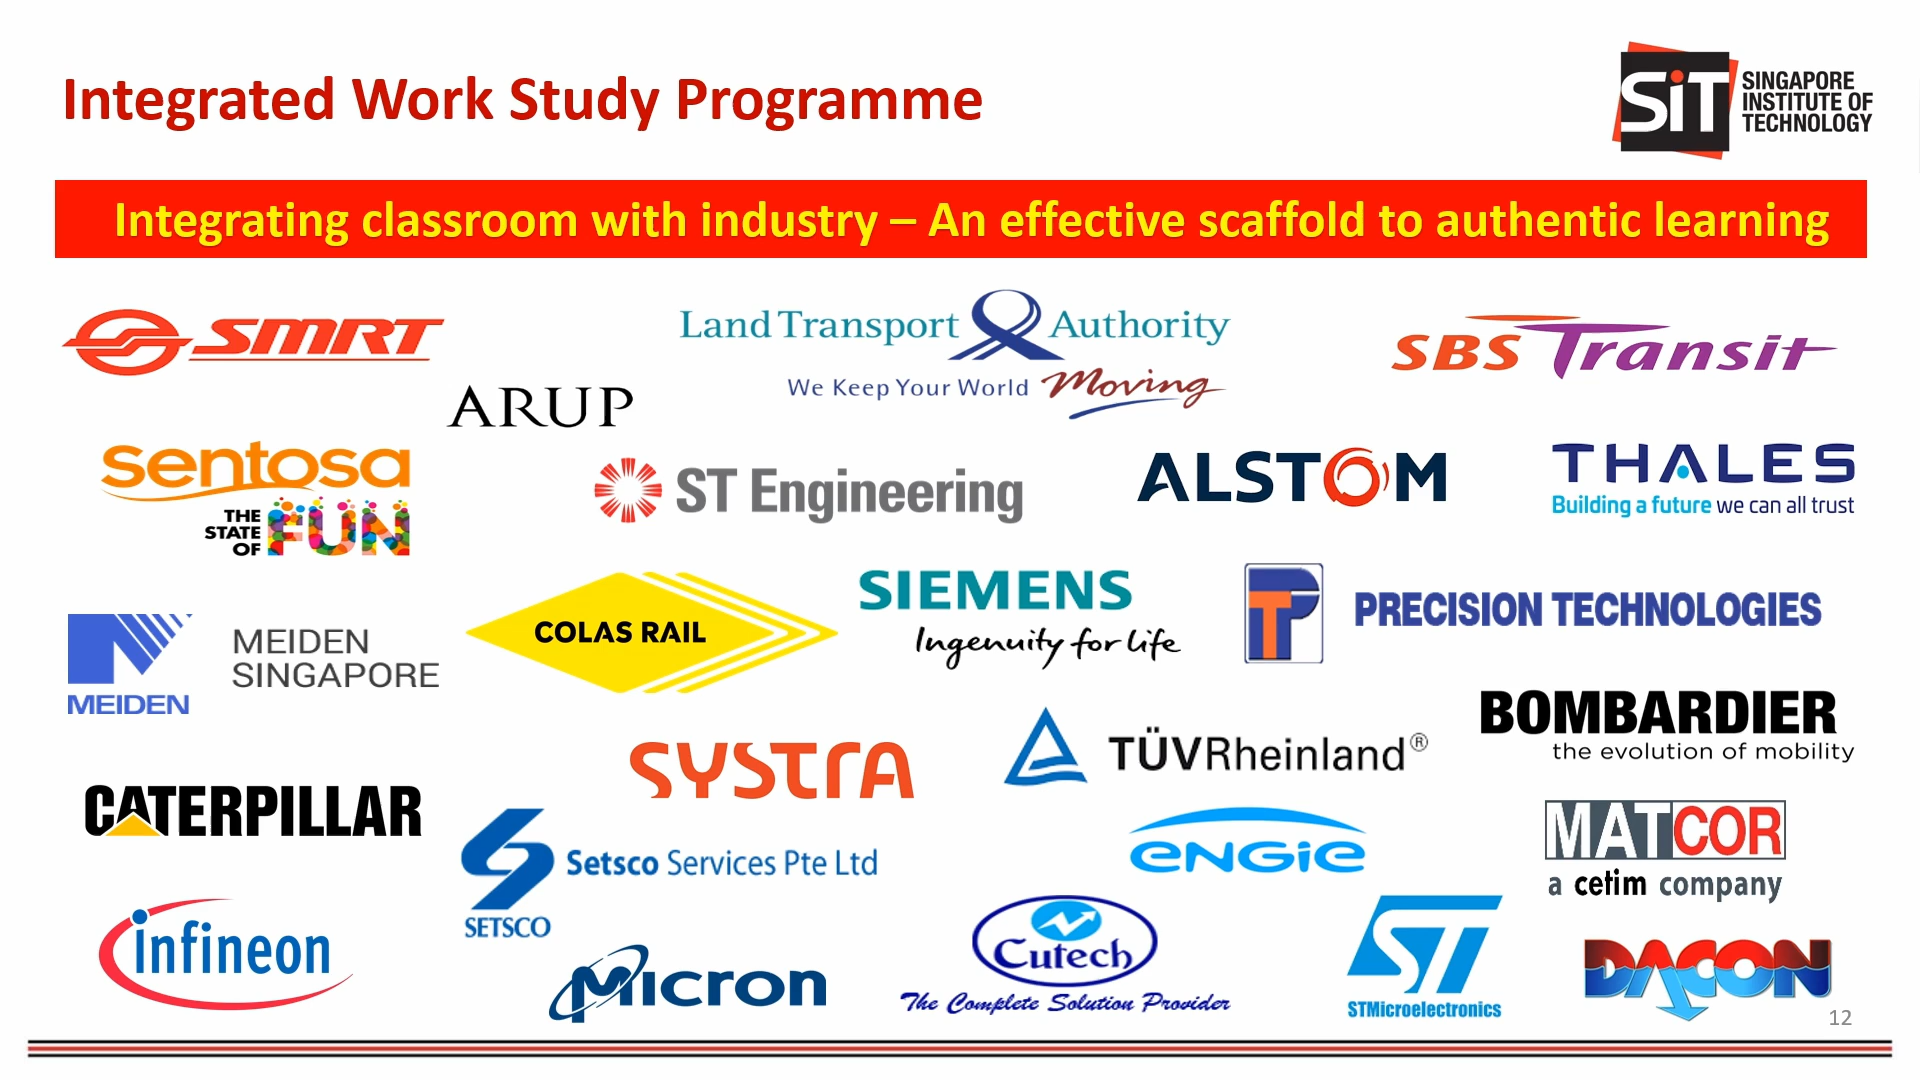 Integrated Work Study Programme
SiT
SINGAPORE
INSTITUTE OF
TECHNOLOGY
Integrating classroom with industry – An effective scaffold to authentic learning
SMRT
Land Transport Authority
We Keep Your World Moving
SBS Transit
ARUP
sentosa
THE
STATE
OF
FUN
ST Engineering
ALSTOM
THALES
Building a future we can all trust
MEIDEN
MEIDEN
SINGAPORE
COLAS RAIL
SIEMENS
Ingenuity for life
TP
PRECISION TECHNOLOGIES
BOMBARDIER
the evolution of mobility
SYSTRA
TÜVRheinland®
CATERPILLAR
SETSCO
Setsco Services Pte Ltd
ENGiE
MATCOR
a cetim company
infineon
Micron
Cutech
The Complete Solution Provider
ST
STMicroelectronics
DACON
12